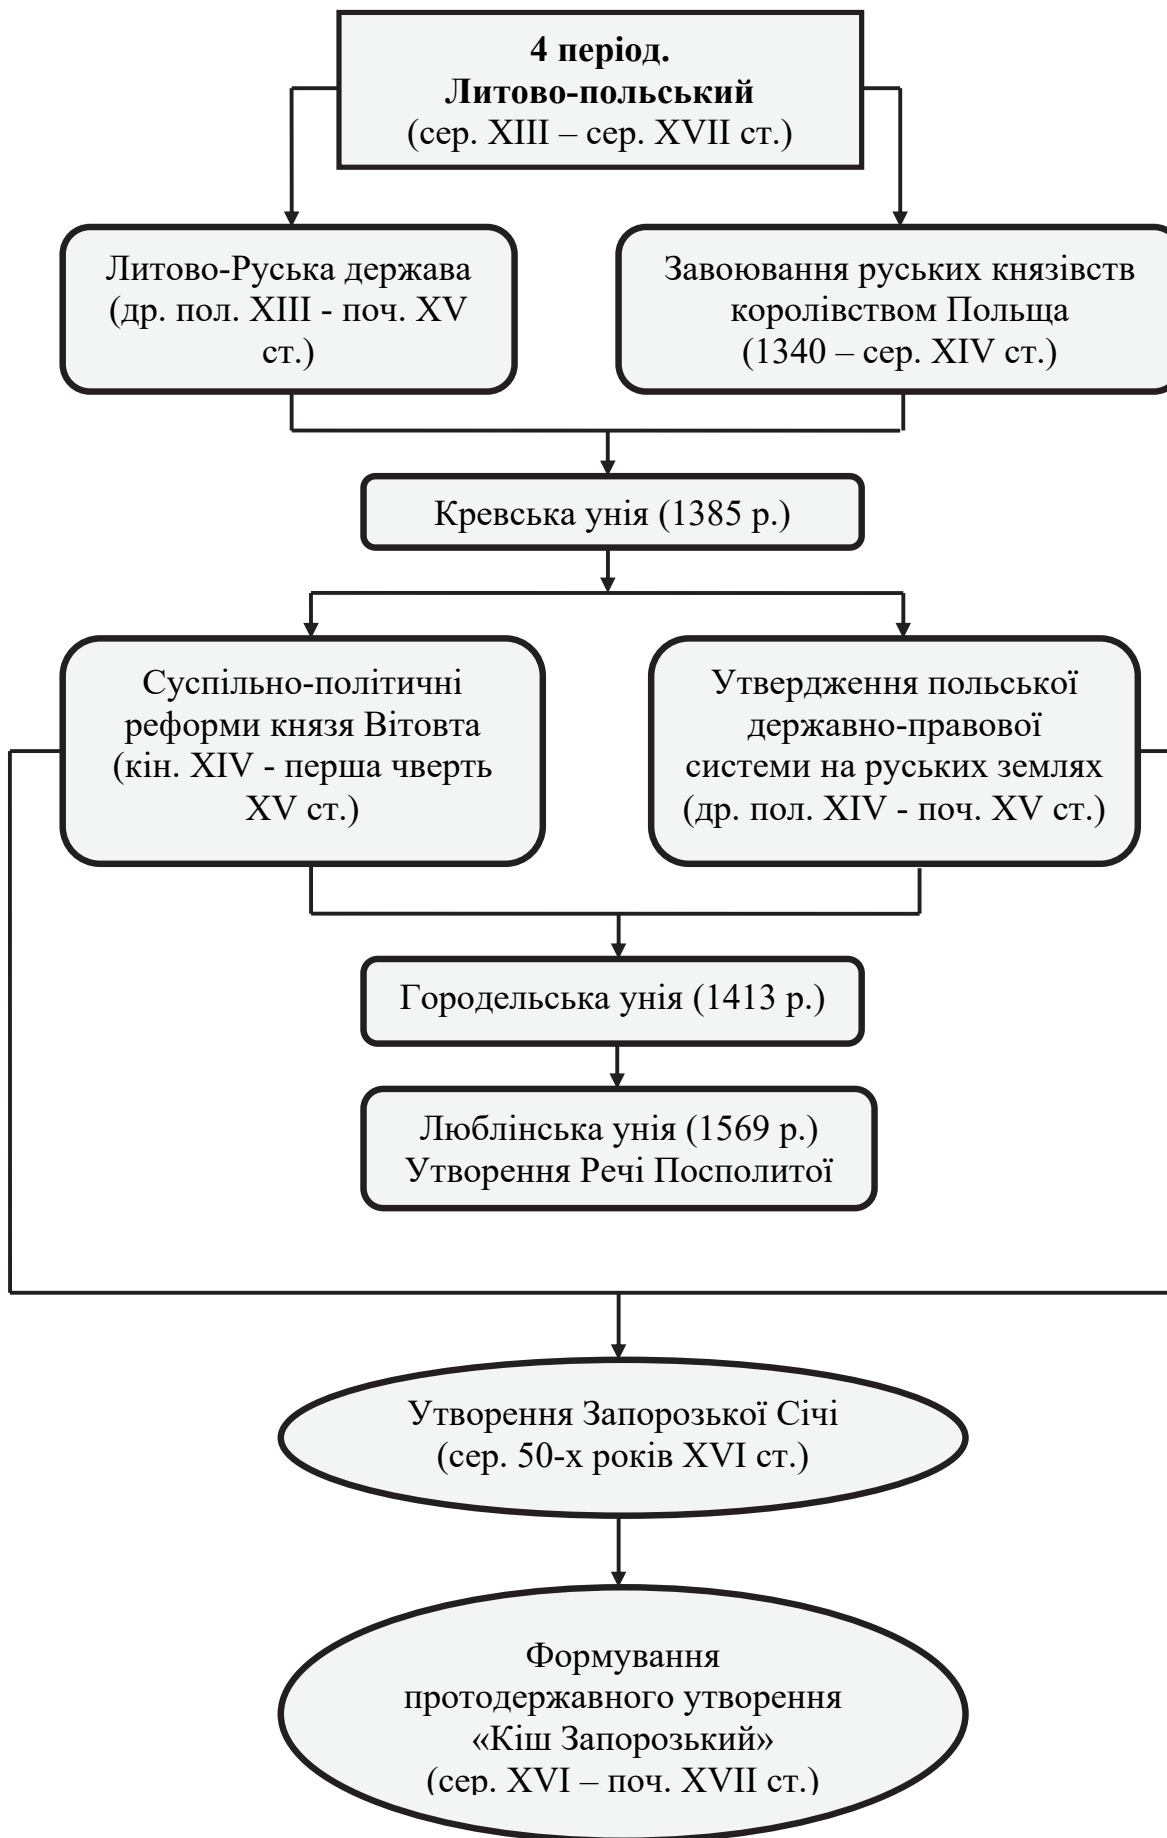 4 період.
Литово-польський
(сер. XIII – сер. XVII ст.)
Литово-Руська держава
(др. пол. XIII - поч. XV
ст.)
Завоювання руських князівств
королівством Польща
(1340 – сер. XIV ст.)
Кревська унія (1385 р.)
Суспільно-політичні
реформи князя Вітовта
(кін. XIV - перша чверть
XV ст.)
Утвердження польської
державно-правової
системи на руських землях
(др. пол. XIV - поч. XV ст.)
Городельська унія (1413 р.)
Люблінська унія (1569 р.)
Утворення Речі Посполитої
Утворення Запорозької Січі
(сер. 50-х років XVI ст.)
Формування
протодержавного утворення
«Кіш Запорозький»
(сер. XVI – поч. XVII ст.)